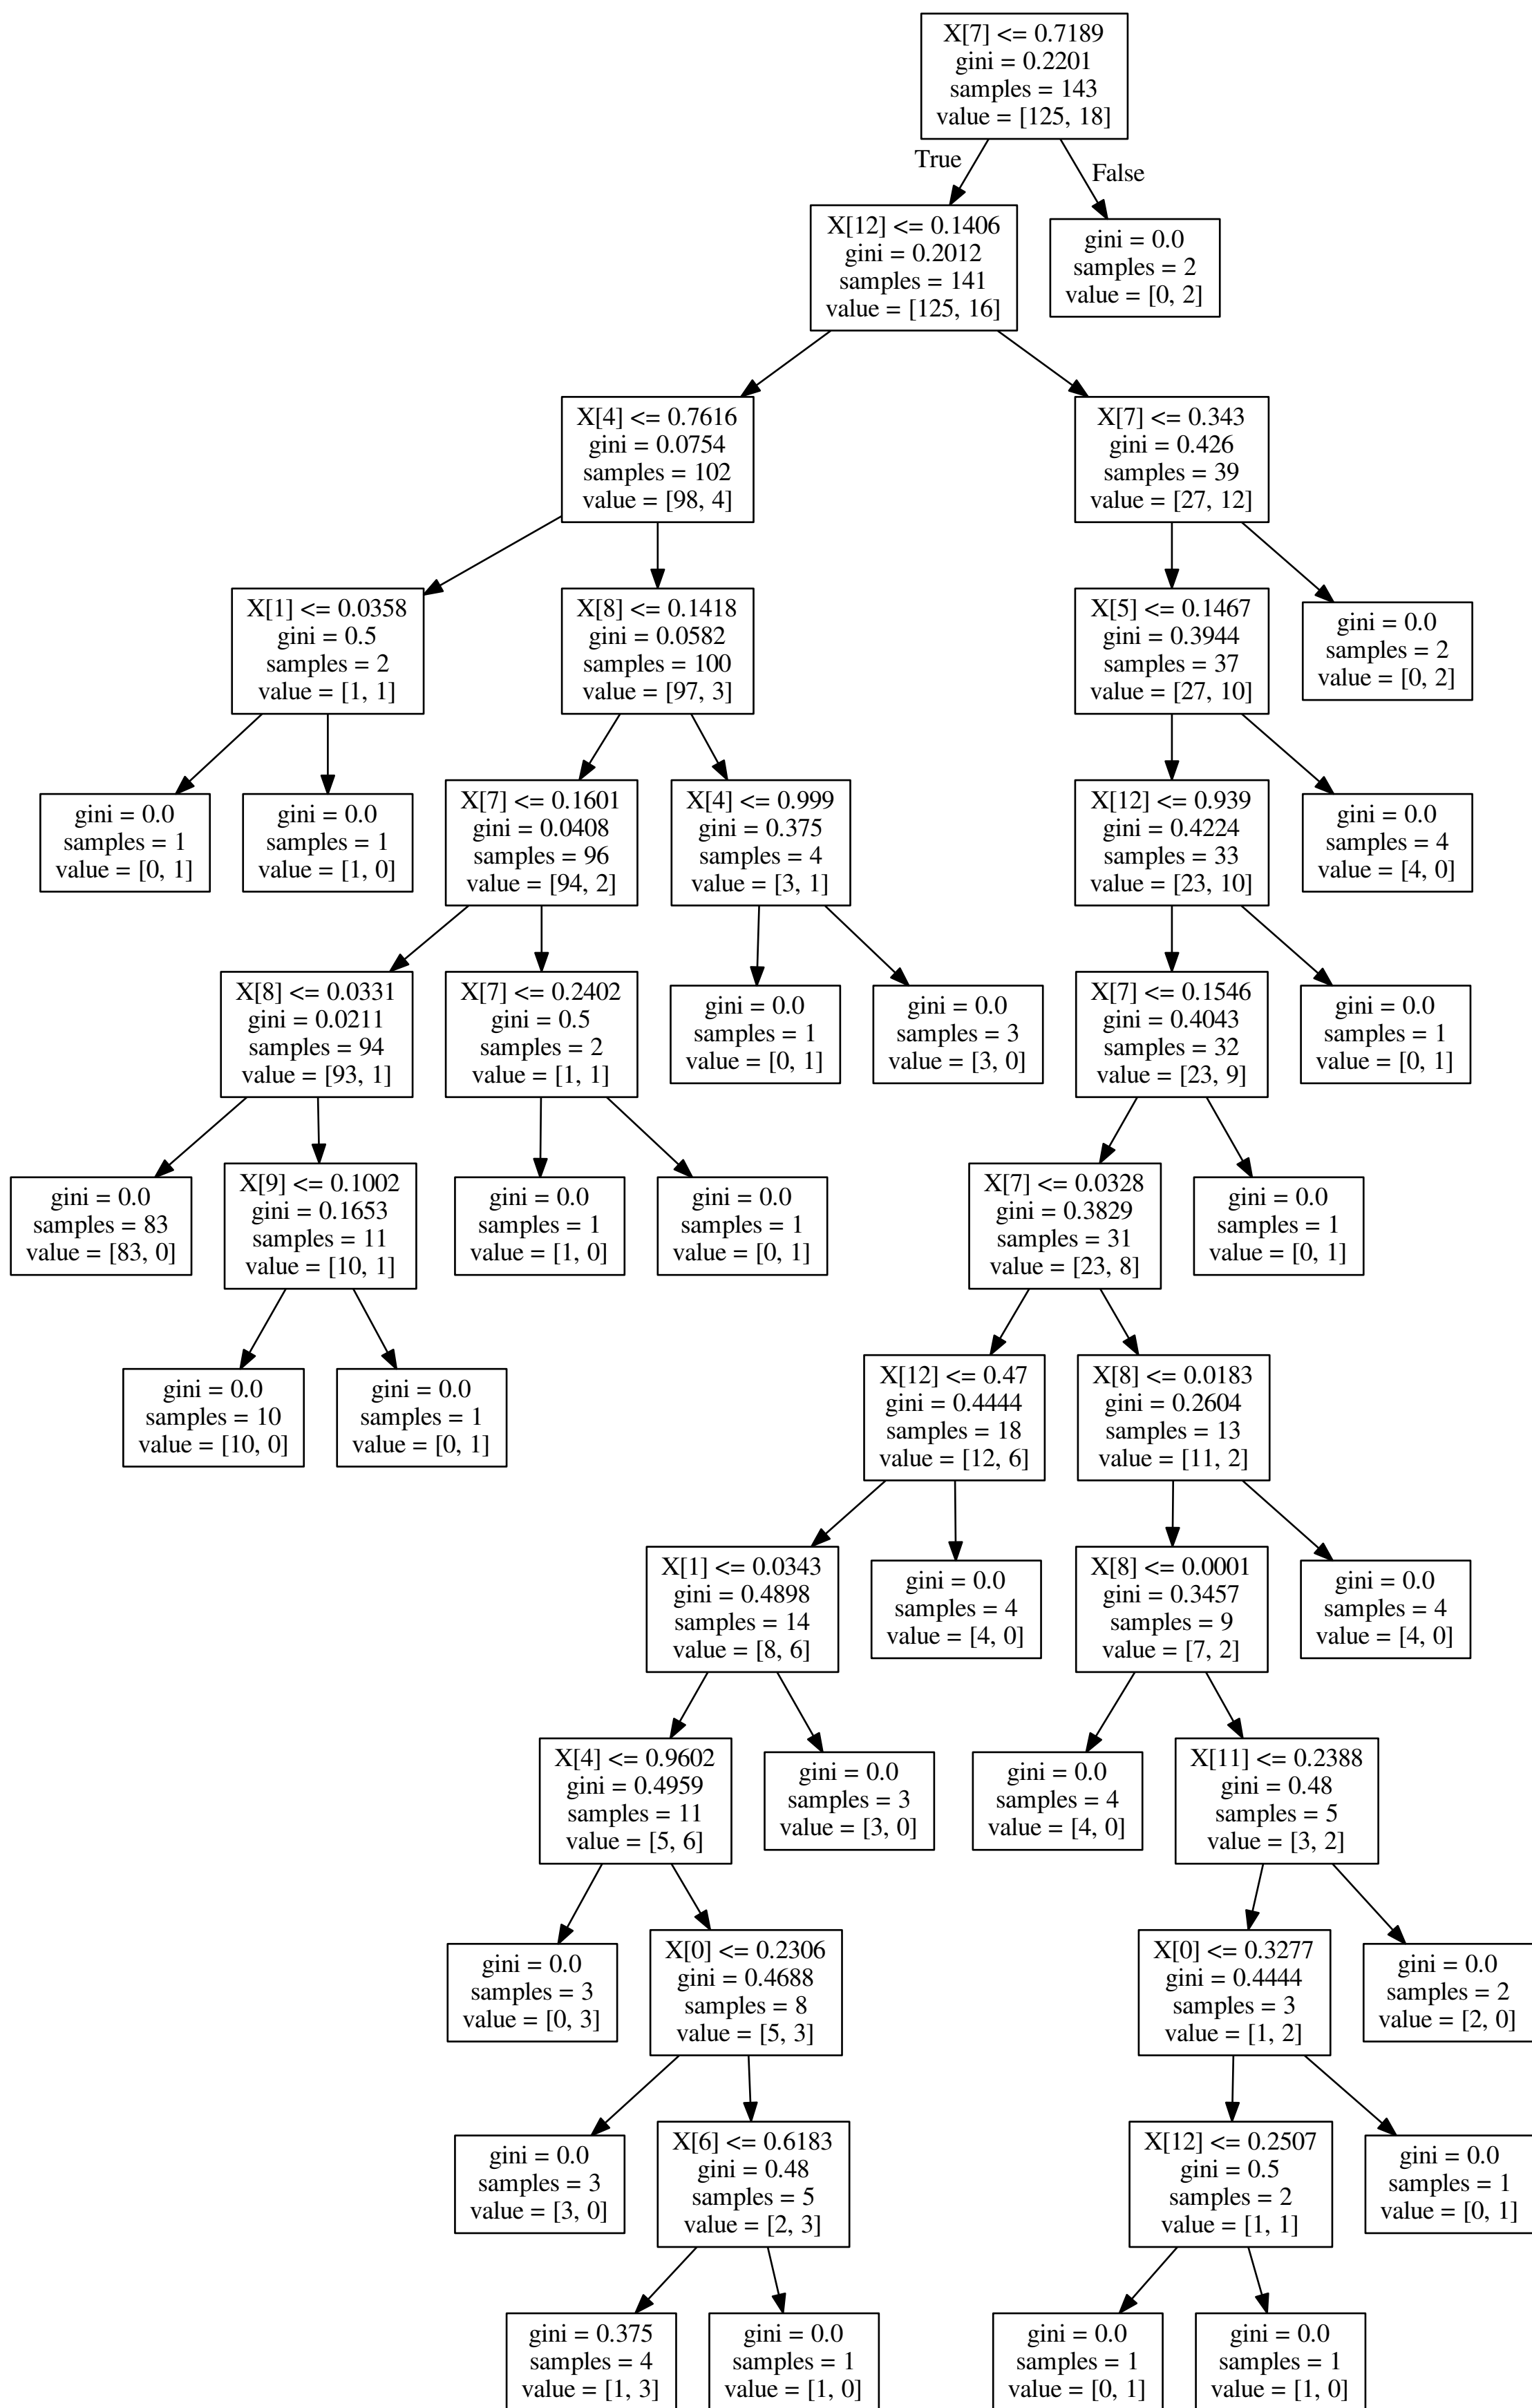 X[7] <= 0.7189
gini = 0.2201
samples = 143
value = [125, 18]
True
False
X[12] <= 0.1406
gini = 0.2012
samples = 141
value = [125, 16]
gini = 0.0
samples = 2
value = [0, 2]
X[4] <= 0.7616
gini = 0.0754
samples = 102
value = [98, 4]
X[7] <= 0.343
gini = 0.426
samples = 39
value = [27, 12]
X[1] <= 0.0358
gini = 0.5
samples = 2
value = [1, 1]
X[8] <= 0.1418
gini = 0.0582
samples = 100
value = [97, 3]
X[5] <= 0.1467
gini = 0.3944
samples = 37
value = [27, 10]
gini = 0.0
samples = 2
value = [0, 2]
gini = 0.0
samples = 1
value = [0, 1]
gini = 0.0
samples = 1
value = [1, 0]
X[7] <= 0.1601
gini = 0.0408
samples = 96
value = [94, 2]
X[4] <= 0.999
gini = 0.375
samples = 4
value = [3, 1]
X[12] <= 0.939
gini = 0.4224
samples = 33
value = [23, 10]
gini = 0.0
samples = 4
value = [4, 0]
X[8] <= 0.0331
gini = 0.0211
samples = 94
value = [93, 1]
X[7] <= 0.2402
gini = 0.5
samples = 2
value = [1, 1]
gini = 0.0
samples = 1
value = [0, 1]
gini = 0.0
samples = 3
value = [3, 0]
X[7] <= 0.1546
gini = 0.4043
samples = 32
value = [23, 9]
gini = 0.0
samples = 1
value = [0, 1]
gini = 0.0
samples = 83
value = [83, 0]
X[9] <= 0.1002
gini = 0.1653
samples = 11
value = [10, 1]
gini = 0.0
samples = 1
value = [1, 0]
gini = 0.0
samples = 1
value = [0, 1]
X[7] <= 0.0328
gini = 0.3829
samples = 31
value = [23, 8]
gini = 0.0
samples = 1
value = [0, 1]
gini = 0.0
samples = 10
value = [10, 0]
gini = 0.0
samples = 1
value = [0, 1]
X[12] <= 0.47
gini = 0.4444
samples = 18
value = [12, 6]
X[8] <= 0.0183
gini = 0.2604
samples = 13
value = [11, 2]
X[1] <= 0.0343
gini = 0.4898
samples = 14
value = [8, 6]
gini = 0.0
samples = 4
value = [4, 0]
X[8] <= 0.0001
gini = 0.3457
samples = 9
value = [7, 2]
gini = 0.0
samples = 4
value = [4, 0]
X[4] <= 0.9602
gini = 0.4959
samples = 11
value = [5, 6]
gini = 0.0
samples = 3
value = [3, 0]
gini = 0.0
samples = 4
value = [4, 0]
X[11] <= 0.2388
gini = 0.48
samples = 5
value = [3, 2]
gini = 0.0
samples = 3
value = [0, 3]
X[0] <= 0.2306
gini = 0.4688
samples = 8
value = [5, 3]
X[0] <= 0.3277
gini = 0.4444
samples = 3
value = [1, 2]
gini = 0.0
samples = 2
value = [2, 0]
gini = 0.0
samples = 3
value = [3, 0]
X[6] <= 0.6183
gini = 0.48
samples = 5
value = [2, 3]
X[12] <= 0.2507
gini = 0.5
samples = 2
value = [1, 1]
gini = 0.0
samples = 1
value = [0, 1]
gini = 0.375
samples = 4
value = [1, 3]
gini = 0.0
samples = 1
value = [1, 0]
gini = 0.0
samples = 1
value = [0, 1]
gini = 0.0
samples = 1
value = [1, 0]